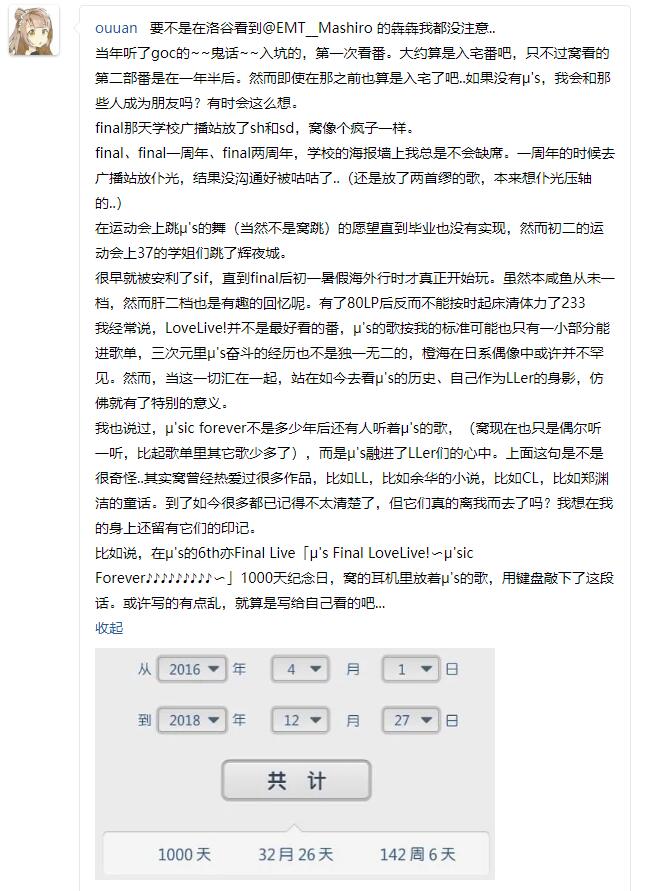 ouuan 要不是在洛谷看到@EMT__Mashiro 的犇犇我都没注意..
当年听了goc的~~鬼话~~入坑的，第一次看番。大约算是入宅番吧，只不过窝看的
第二部番是在一年半后。然而即使在那之前也算是入宅了吧..如果没有μ's，我会和那
些人成为朋友吗？有时会这么想。
final那天学校广播站放了sh和sd，窝像个疯子一样。
final、final一周年、final两周年，学校的海报墙上我总是不会缺席。一周年的时候去
广播站放仆光，结果没沟通好被咕咕了..（还是放了两首缪的歌，本来想仆光压轴
的..）
在运动会上跳μ's的舞（当然不是窝跳）的愿望直到毕业也没有实现，然而初二的运
动会上37的学姐们跳了辉夜城。
很早就被安利了sif，直到final后初一暑假海外行时才真正开始玩。虽然本咸鱼从未一
档，然而肝二档也是有趣的回忆呢。有了80LP后反而不能按时起床清体力了233
我经常说，LoveLive!并不是最好看的番，μ's的歌按我的标准可能也只有一小部分能
进歌单，三次元里μ's奋斗的经历也不是独一无二的，橙海在日系偶像中或许并不罕
见。然而，当这一切汇在一起，站在如今去看μ's的历史、自己作为LLer的身影，仿
佛就有了特别的意义。
我也说过，μ'sic forever不是多少年后还有人听着μ's的歌，（窝现在也只是偶尔听
一听，比起歌单里其它歌少多了），而是μ's融进了LLer们的心中。上面这句是不是
很奇怪..其实窝曾经热爱过很多作品，比如LL，比如余华的小说，比如CL，比如郑渊
洁的童话。到了如今很多都已记得不太清楚了，但它们真的离我而去了吗？我想在我
的身上还留有它们的印记。
比如说，在μ's的6th亦Final Live「μ's Final LoveLive!∽μ'sic
Forever♪♪♪♪♪♪♪♪♪∽」1000天纪念日，窝的耳机里放着μ's的歌，用键盘敲下了这段
话。或许写的有点乱，就算是写给自己看的吧...
收起
从 2016 年 4 月 1 日
到 2018 年 12 月 27 日
共 计
1000 天 32 月 26 天 142 周 6 天